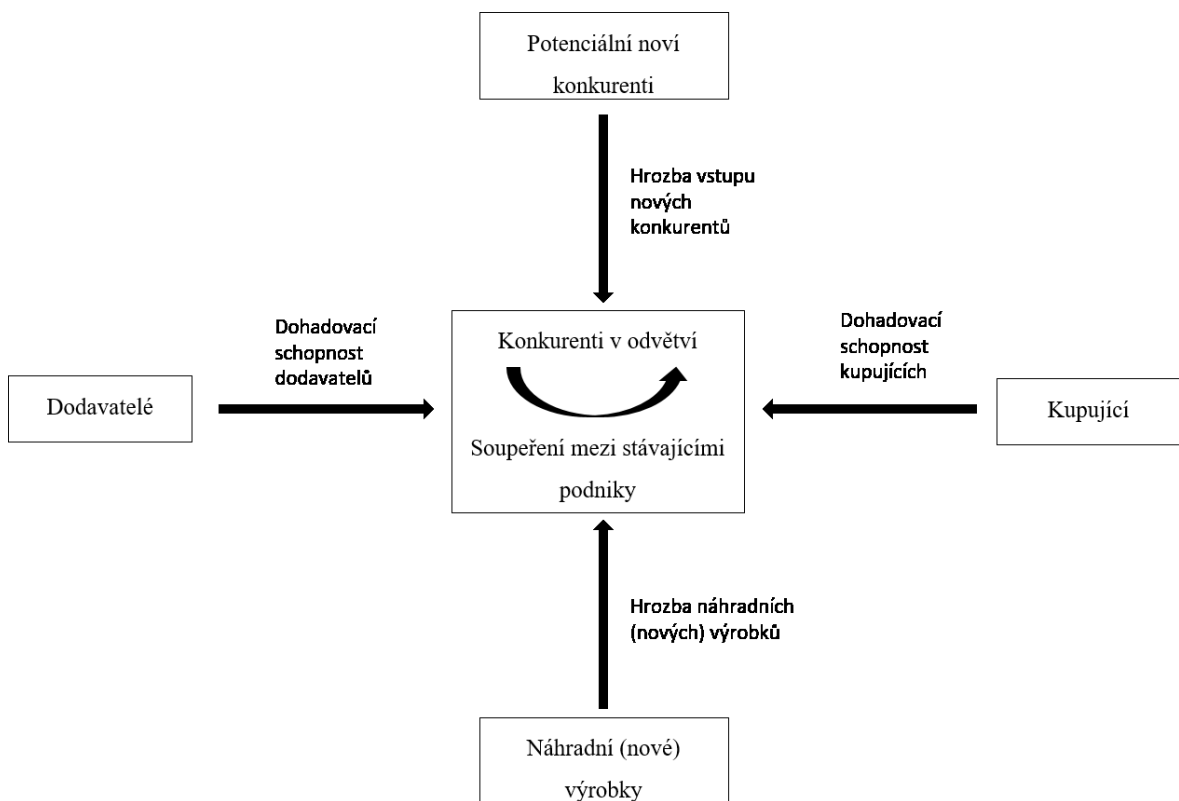 Potenciální noví
konkurenti
Hrozba vstupu
nových
konkurentů
Dohadovací
schopnost
dodavatelů
Dodavatelé
Konkurenti v odvětví
Soupeření mezi stávajícími
podniky
Dohadovací
schopnost
kupujících
Kupující
Hrozba náhradních
(nových) výrobků
Náhradní (nové)
výrobky